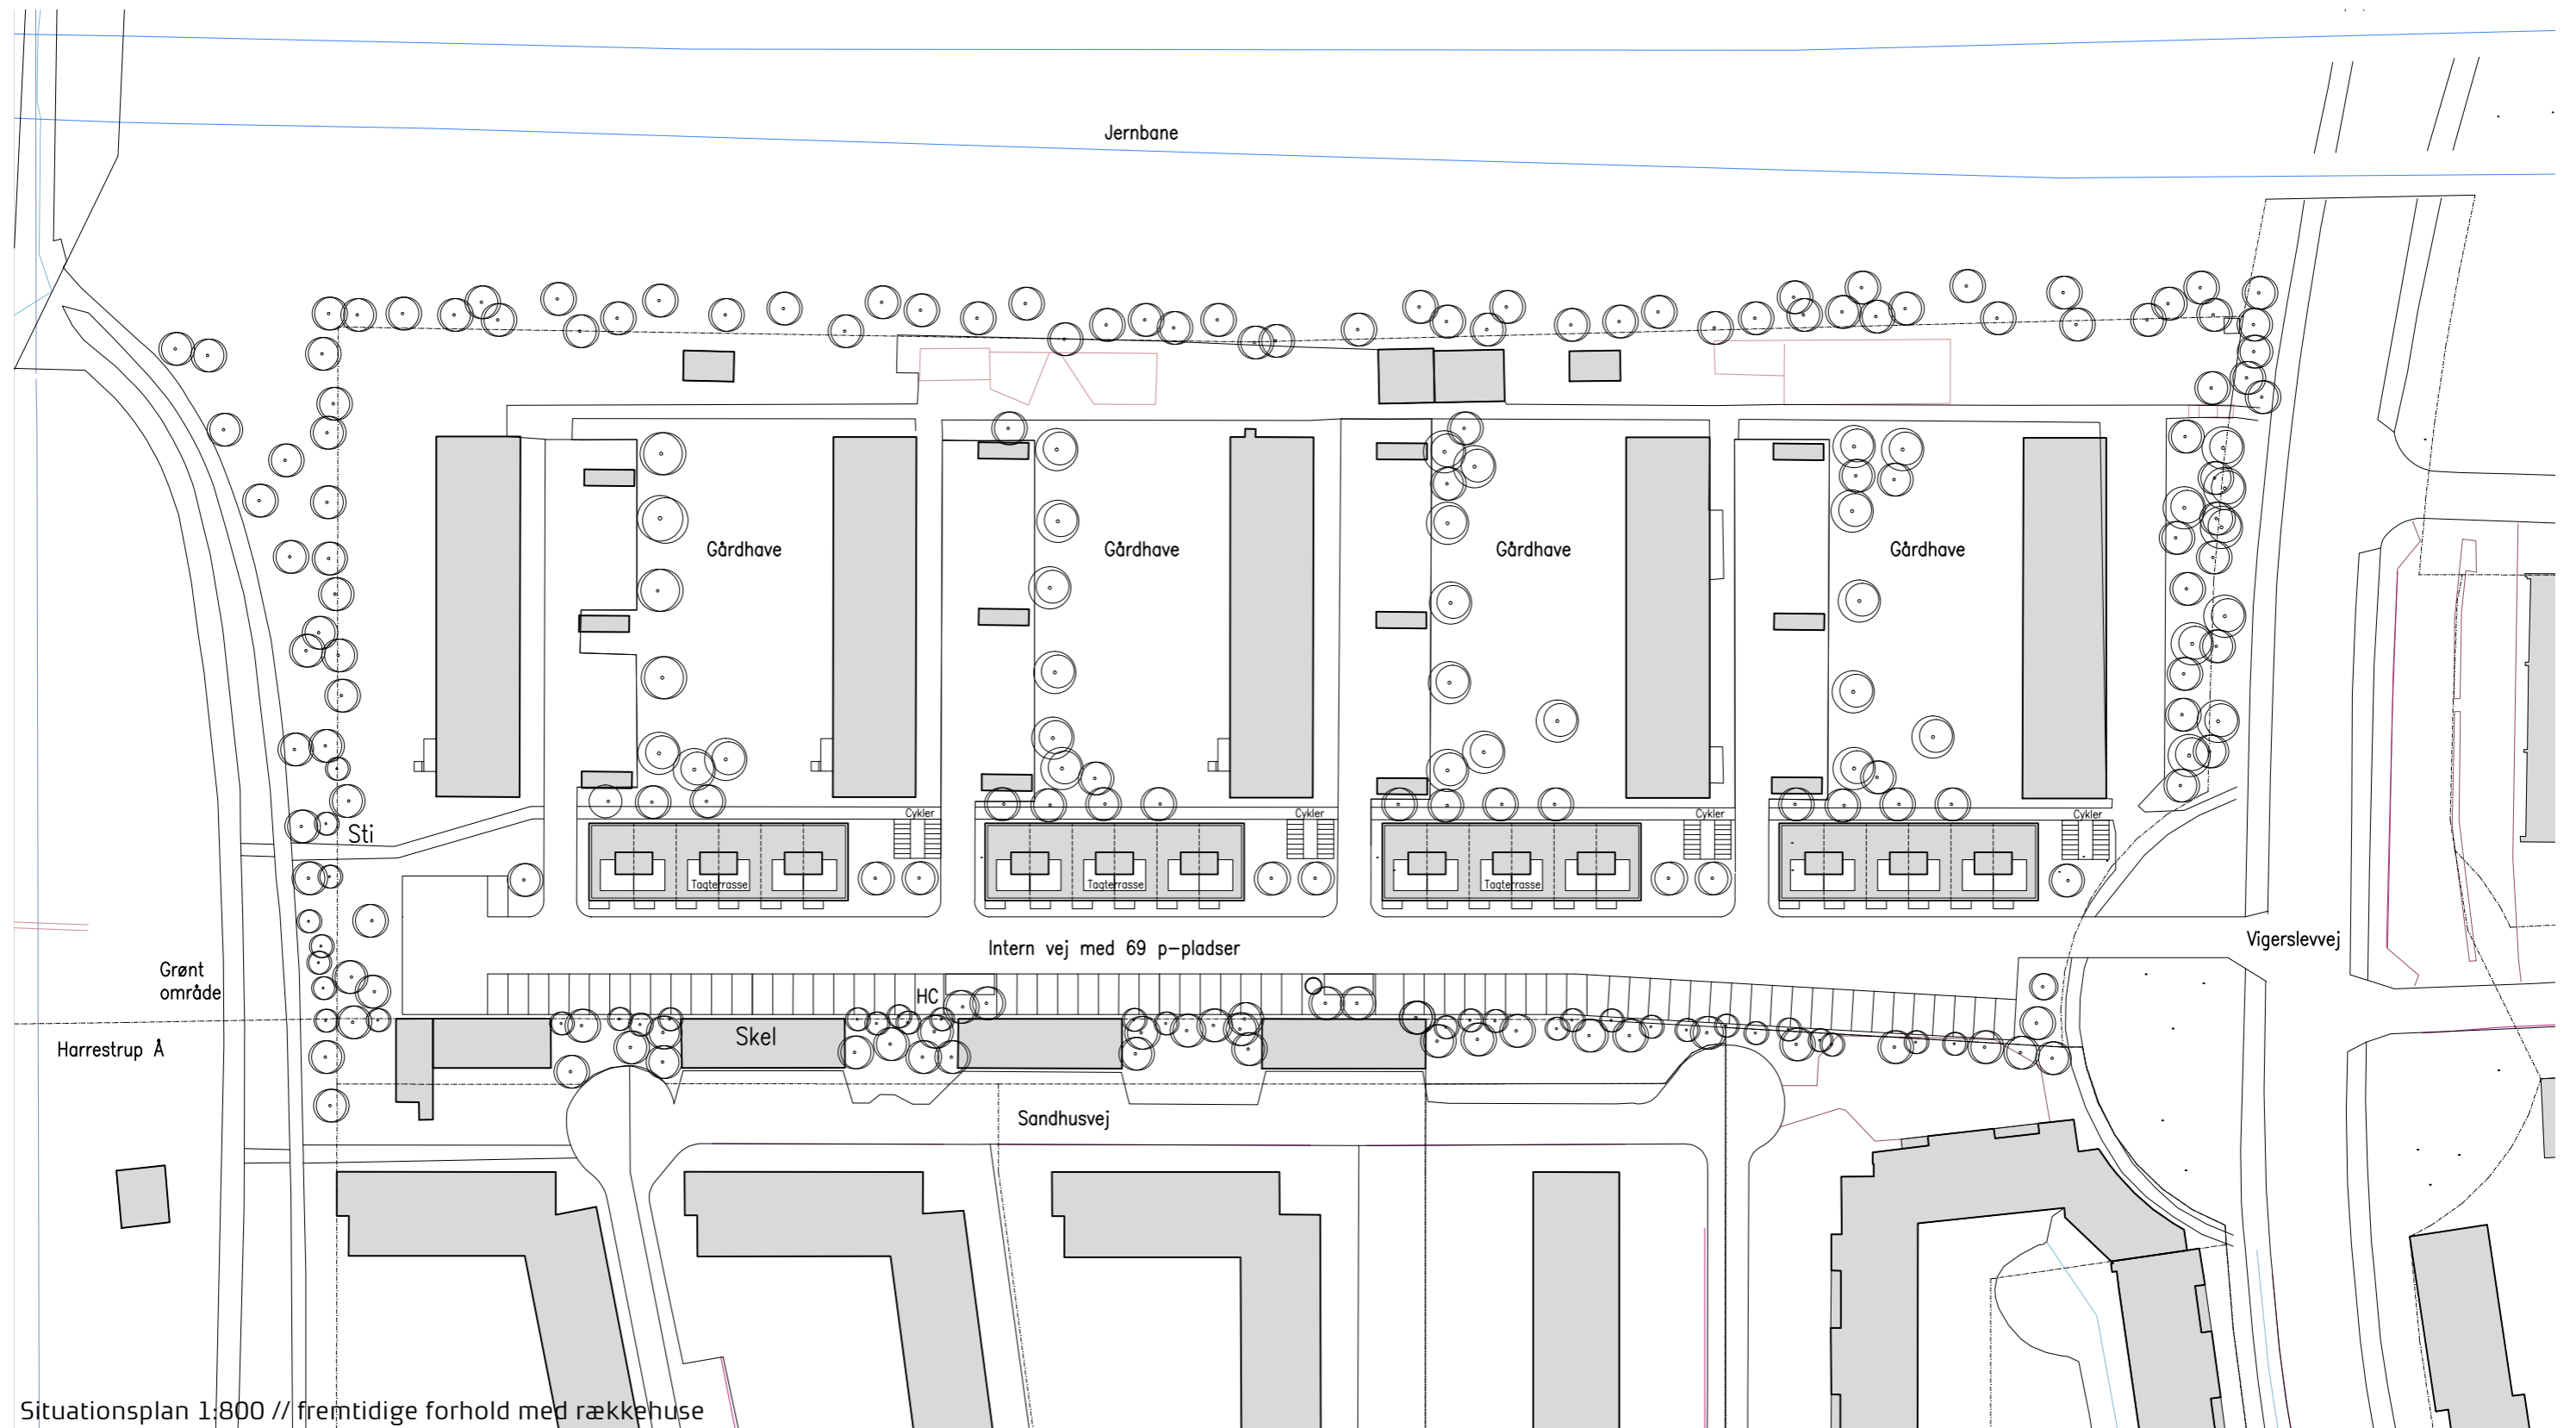 Jernbane
Gårdhave
Gårdhave
Gårdhave
Gårdhave
Cykler
Cykler
Cykler
Cykler
Sti
Tagterrasse
Tagterrasse
Tagterrasse
Intern vej med 69 p-pladser
Vigerslevvej
Grønt
område
HC
Skel
Harrestrup Å
Sandhusvej
Situationsplan 1:800 // fremtidige forhold med rækkehuse